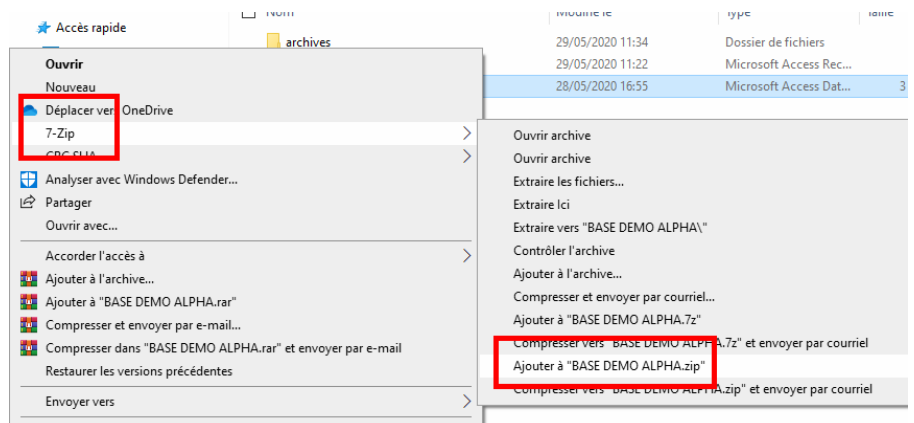 Nom Modifié le Type Taille
Accès rapide
archives 29/05/2020 11:34 Dossier de fichiers
29/05/2020 11:22 Microsoft Access Rec...
28/05/2020 16:55 Microsoft Access Dat... 3
Ouvrir
Nouveau
Déplacer vers OneDrive
7-Zip
CRC SHA
Analyser avec Windows Defender...
Partager
Ouvrir avec...
Accorder l'accès à
Ajouter à l'archive...
Ajouter à "BASE DEMO ALPHA.rar"
Compresser et envoyer par e-mail...
Compresser dans "BASE DEMO ALPHA.rar" et envoyer par e-mail
Restaurer les versions précédentes
Envoyer vers
Ouvrir archive
Ouvrir archive
Extraire les fichiers...
Extraire Ici
Extraire vers "BASE DEMO ALPHA\"
Contrôler l'archive
Ajouter à l'archive...
Compresser et envoyer par courriel...
Ajouter à "BASE DEMO ALPHA.7z"
Compresser vers "BASE DEMO ALPHA.7z" et envoyer par courriel
Ajouter à "BASE DEMO ALPHA.zip"
Compresser vers "BASE DEMO ALPHA.zip" et envoyer par courriel